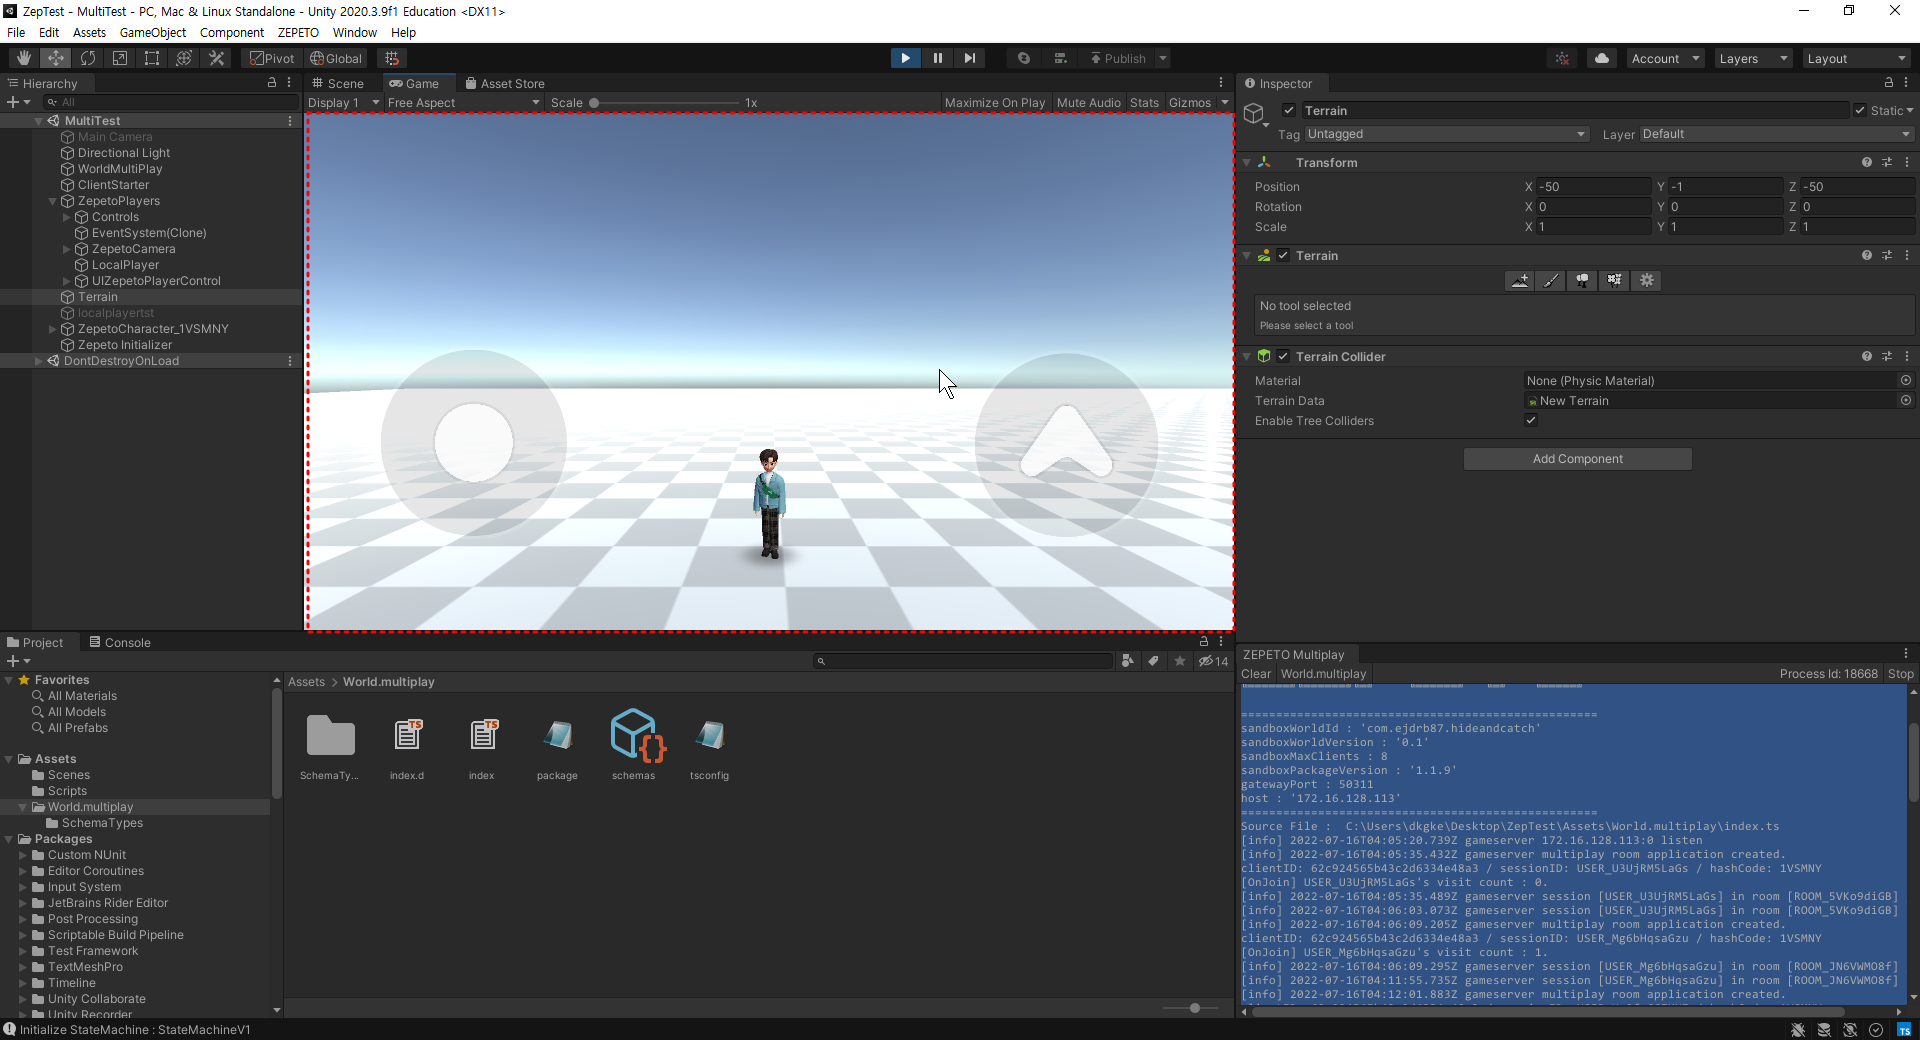 ZepTest - MultiTest - PC, Mac & Linux Standalone - Unity 2020.3.9f1 Education <DX11>
File Edit Assets GameObject Component ZEPETO Window Help
Pivot Global Publish Account Layers Layout
Hierarchy
All
MultiTest
Main Camera
Directional Light
WorldMultiPlay
ClientStarter
ZepetoPlayers
Controls
EventSystem(Clone)
ZepetoCamera
LocalPlayer
UIZepetoPlayerControl
Terrain
localplayertst
ZepetoCharacter_1VSMNY
Zepeto Initializer
DontDestroyOnLoad
Scene Game Asset Store
Display 1 Free Aspect Scale 1x Maximize On Play Mute Audio Stats Gizmos
Inspector
Terrain Static
Tag Untagged Layer Default
Transform
Position X -50 Y -1 Z -50
Rotation X 0 Y 0 Z 0
Scale X 1 Y 1 Z 1
Terrain
No tool selected
Please select a tool
Terrain Collider
Material None (Physic Material)
Terrain Data New Terrain
Enable Tree Colliders
Add Component
Project Console
14
Favorites
All Materials
All Models
All Prefabs
Assets
Scenes
Scripts
World.multiplay
SchemaTypes
Packages
Custom NUnit
Editor Coroutines
Input System
JetBrains Rider Editor
Post Processing
Scriptable Build Pipeline
Test Framework
TextMeshPro
Timeline
Unity Collaborate
Unity Recorder
Assets > World.multiplay
TS TS
SchemaTy... index.d index package schemas tsconfig
ZEPETO Multiplay
Clear World.multiplay Process Id: 18668 Stop
===================================================
sandboxWorldId : 'com.ejdrb87.hideandcatch'
sandboxWorldVersion : '0.1'
sandboxMaxClients : 8
sandboxPackageVersion : '1.1.9'
gatewayPort : 50311
host : '172.16.128.113'
===================================================
Source File :  C:\Users\dkgke\Desktop\ZepTest\Assets\World.multiplay\index.ts
[info] 2022-07-16T04:05:20.739Z gameserver 172.16.128.113:0 listen
[info] 2022-07-16T04:05:35.432Z gameserver multiplay room application created.
clientID: 62c924565b43c2d6334e48a3 / sessionID: USER_U3UjRM5LaGs / hashCode: 1VSMNY
[OnJoin] USER_U3UjRM5LaGs's visit count : 0.
[info] 2022-07-16T04:05:35.489Z gameserver session [USER_U3UjRM5LaGs] in room [ROOM_5VKo9diGB]
[info] 2022-07-16T04:06:03.073Z gameserver session [USER_U3UjRM5LaGs] in room [ROOM_5VKo9diGB]
[info] 2022-07-16T04:06:09.205Z gameserver multiplay room application created.
clientID: 62c924565b43c2d6334e48a3 / sessionID: USER_Mg6bHqsaGzu / hashCode: 1VSMNY
[OnJoin] USER_Mg6bHqsaGzu's visit count : 1.
[info] 2022-07-16T04:06:09.295Z gameserver session [USER_Mg6bHqsaGzu] in room [ROOM_JN6VWMO8f]
[info] 2022-07-16T04:11:55.735Z gameserver session [USER_Mg6bHqsaGzu] in room [ROOM_JN6VWMO8f]
[info] 2022-07-16T04:12:01.883Z gameserver multiplay room application created.
Initialize StateMachine : StateMachineV1
TS